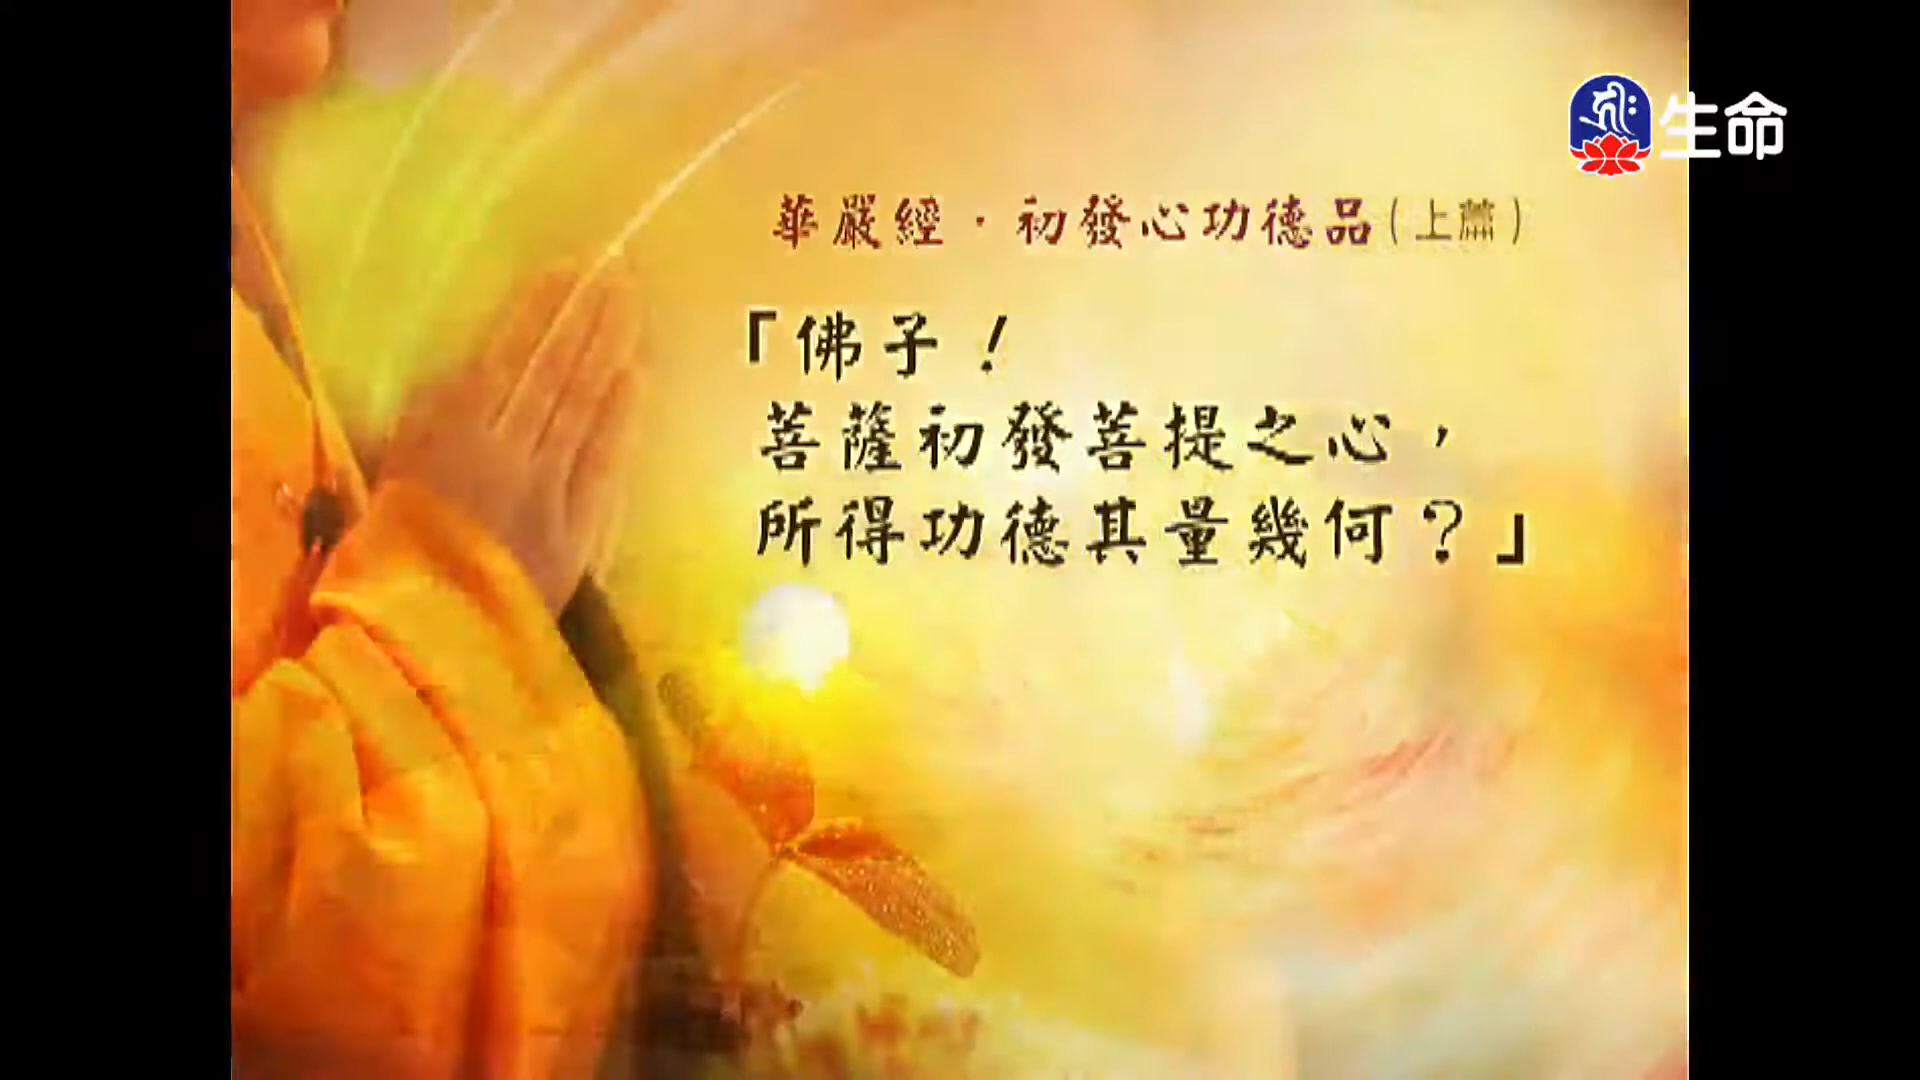 生命
華嚴經·初發心功德品(上篇)
「佛子!
菩薩初發菩提之心,
所得功德其量幾何?」